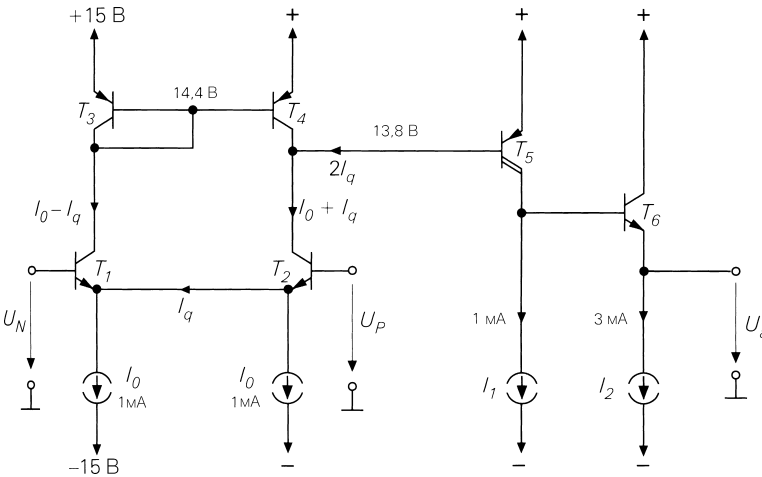 +15 В
+
+
+
14,4 В
T3
T4
13,8 В
T5
2Iq
I0 – Iq
I0 + Iq
T6
T1
T2
Iq
UN
UP
1 мА
3 мА
I0
1мА
I0
1мА
I1
I2
–15 В
–
–
–